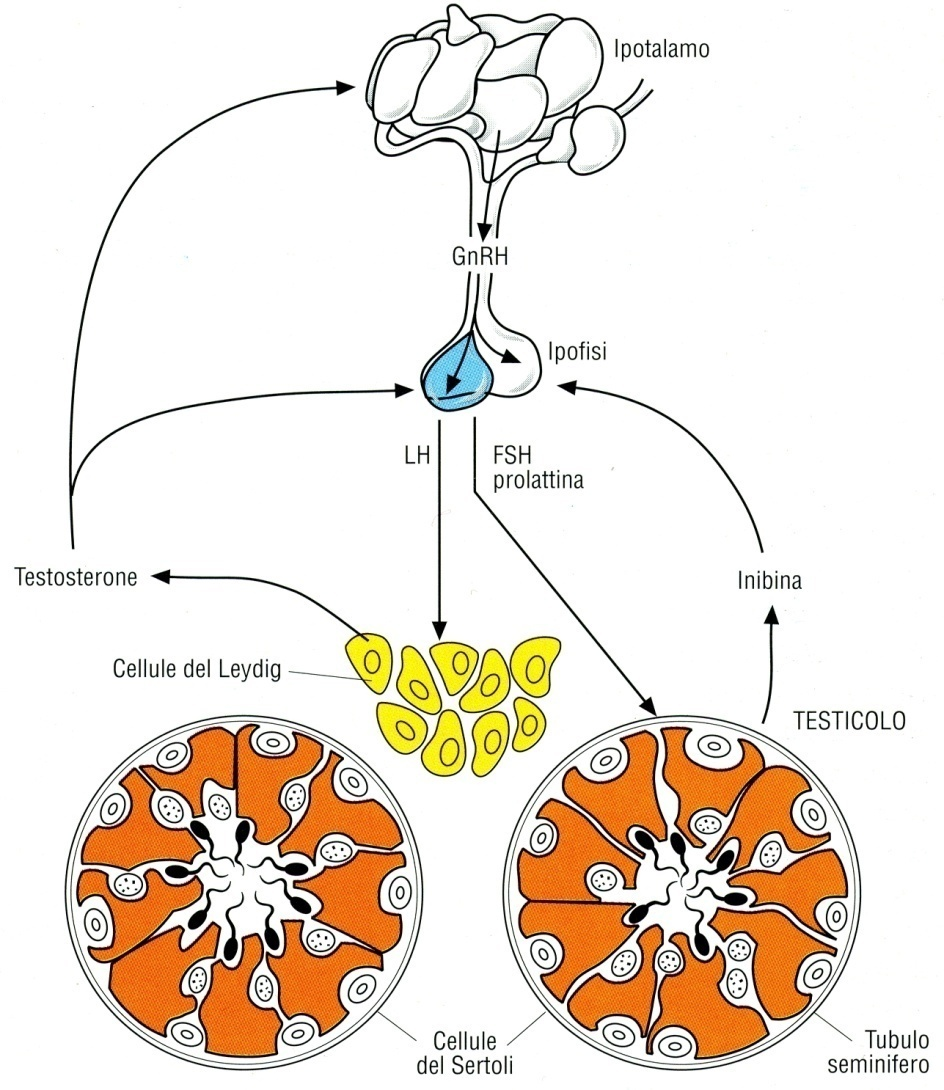 Ipotalamo
GnRH
Ipofisi
LH
FSH
prolattina
Testosterone
Inibina
Cellule del Leydig
TESTICOLO
Cellule
del Sertoli
Tubulo
seminifero